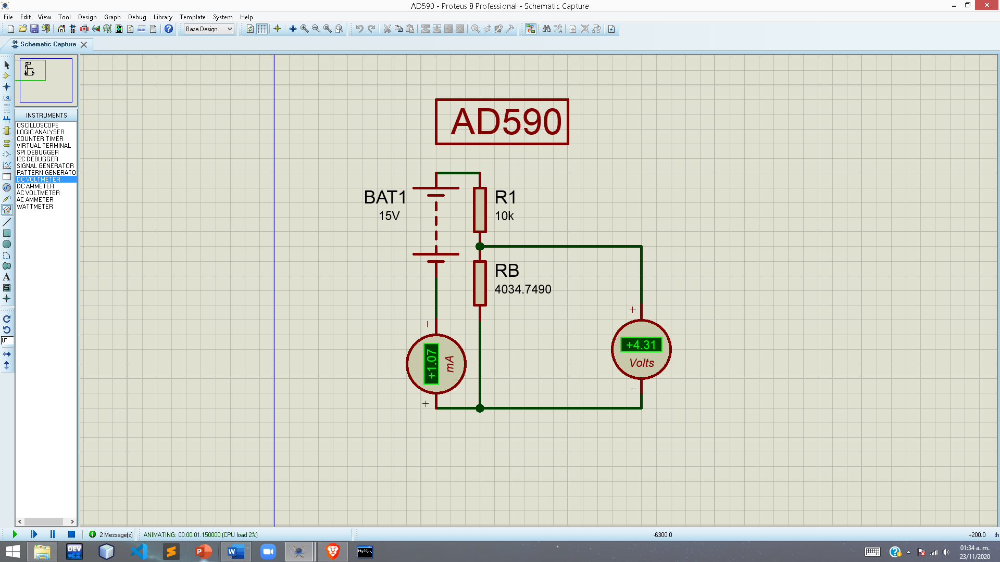 AD590 - Proteus 8 Professional - Schematic Capture
File Edit View Tool Design Graph Debug Library Template System Help
Base Design
Schematic Capture
INSTRUMENTS
OSCILLOSCOPE
LOGIC ANALYSER
COUNTER TIMER
VIRTUAL TERMINAL
SPI DEBUGGER
I2C DEBUGGER
SIGNAL GENERATOR
PATTERN GENERATO
DC VOLTMETER
DC AMMETER
AC VOLTMETER
AC AMMETER
WATTMETER
LBL
A
S
0°
AD590
BAT1
15V
R1
10k
RB
4034.7490
+
+4.31
Volts
−
−
+1.07
mA
+
2 Message(s)
ANIMATING: 00:00:01.150000 (CPU load 2%)
-6300.0
+200.0
th
DEV
C++
P
W
MySQL
01:34 a. m.
23/11/2020